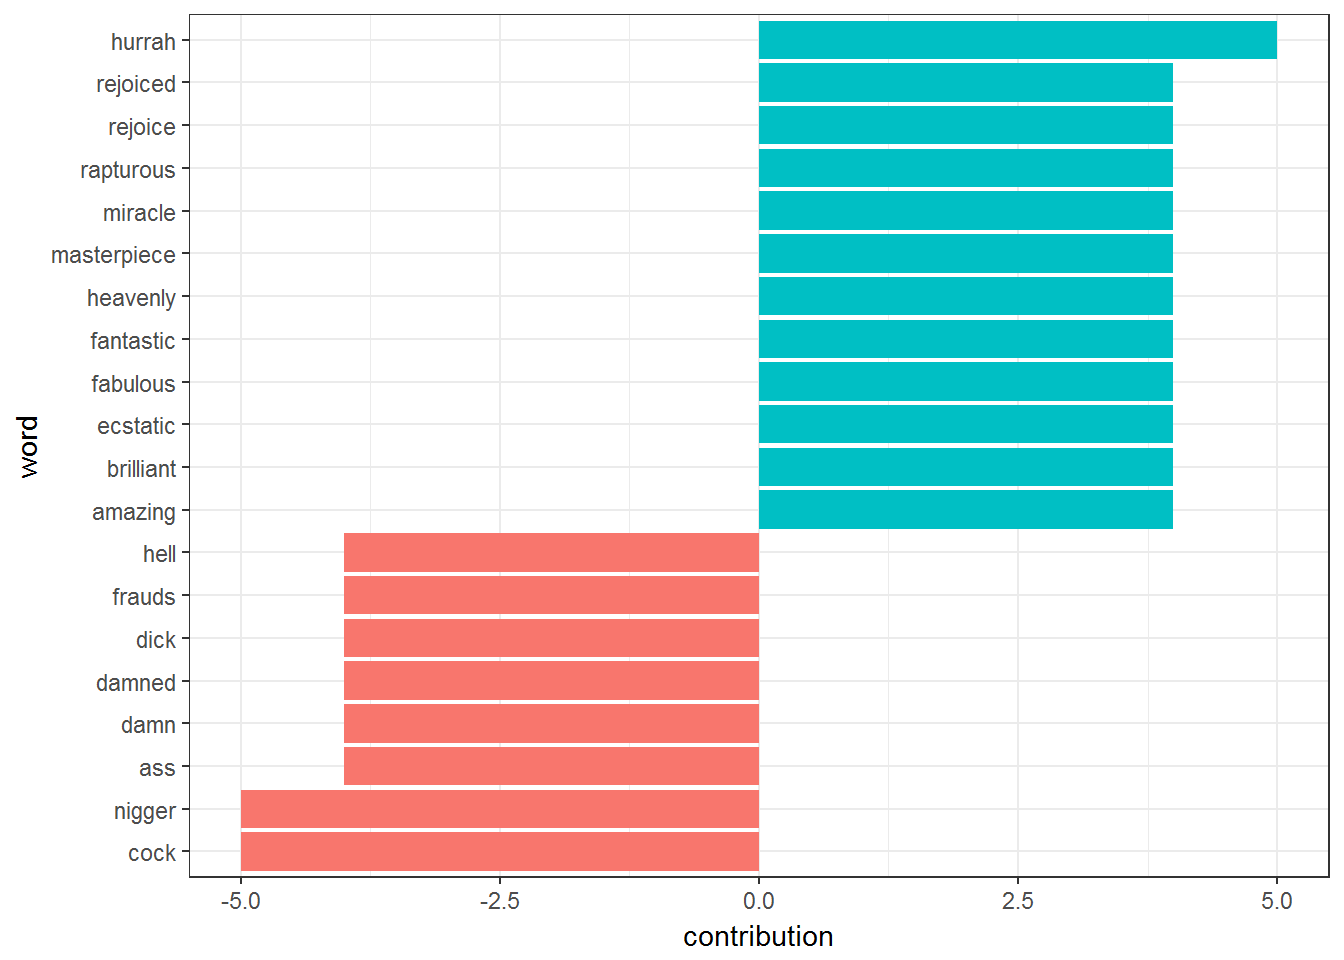 hurrah
rejoiced
rejoice
rapturous
miracle
masterpiece
heavenly
fantastic
fabulous
ecstatic
brilliant
amazing
hell
frauds
dick
damned
damn
ass
nigger
cock
word
-5.0 -2.5 0.0 2.5 5.0
contribution